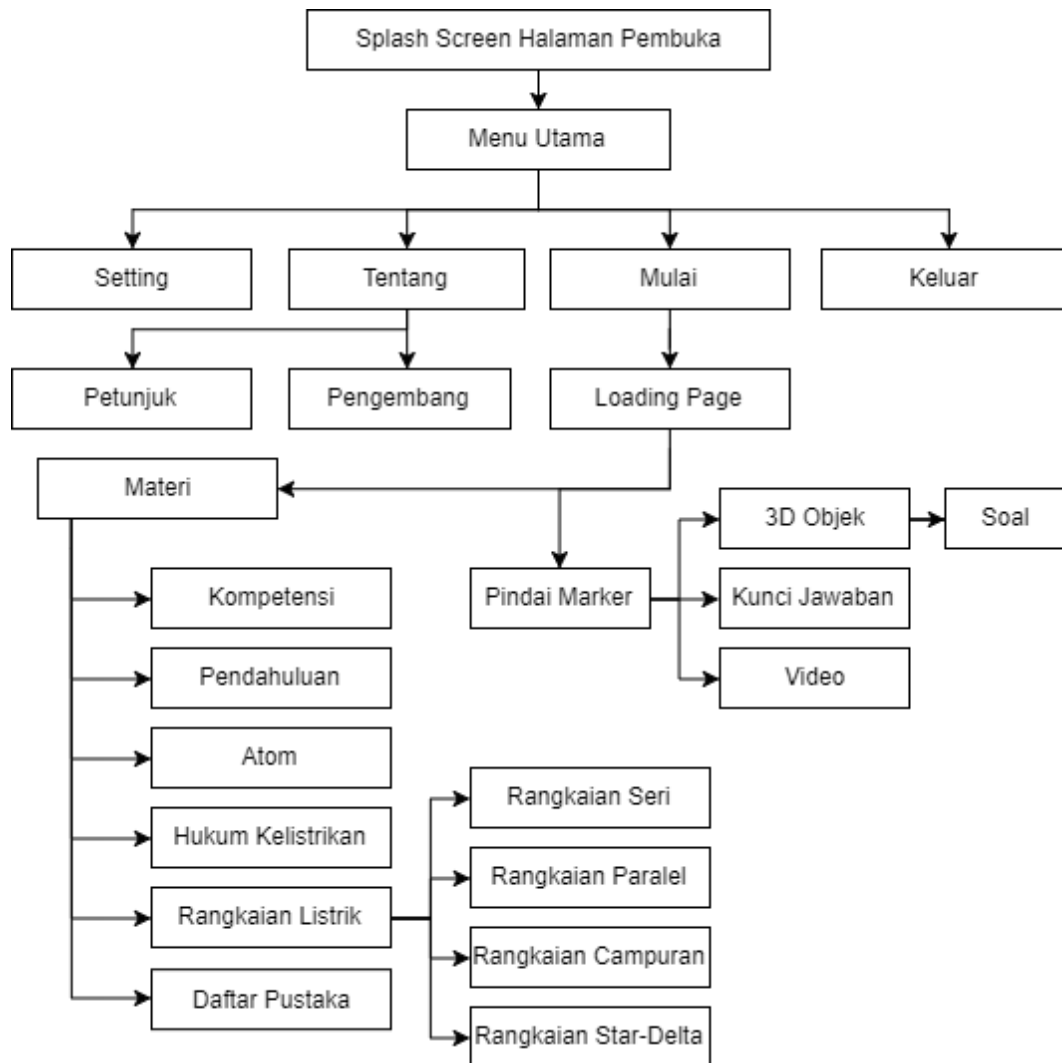 Splash Screen Halaman Pembuka
Menu Utama
Setting
Tentang
Mulai
Keluar
Petunjuk
Pengembang
Loading Page
Materi
3D Objek
Soal
Kompetensi
Pindai Marker
Kunci Jawaban
Pendahuluan
Video
Atom
Rangkaian Seri
Hukum Kelistrikan
Rangkaian Paralel
Rangkaian Listrik
Rangkaian Campuran
Daftar Pustaka
Rangkaian Star-Delta